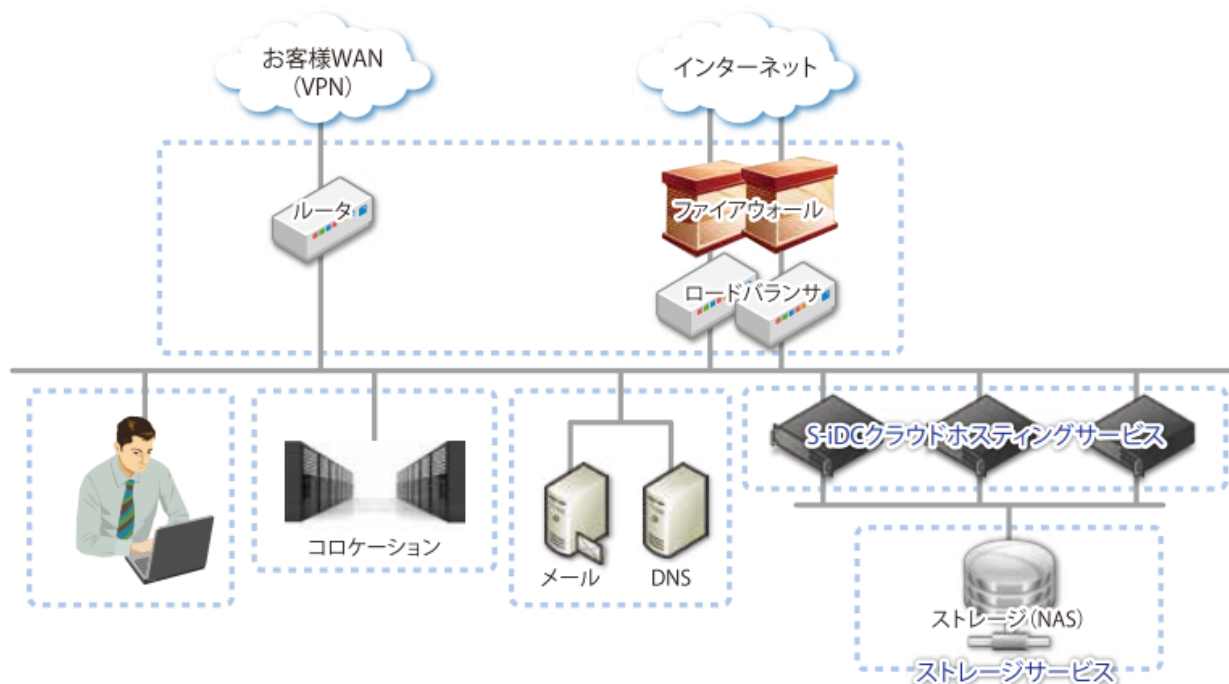 お客様WAN
(VPN)
インターネット
ルータ
ファイアウォール
ロードバランサ
S-iDCクラウドホスティングサービス
コロケーション
メール
DNS
ストレージ(NAS)
ストレージサービス